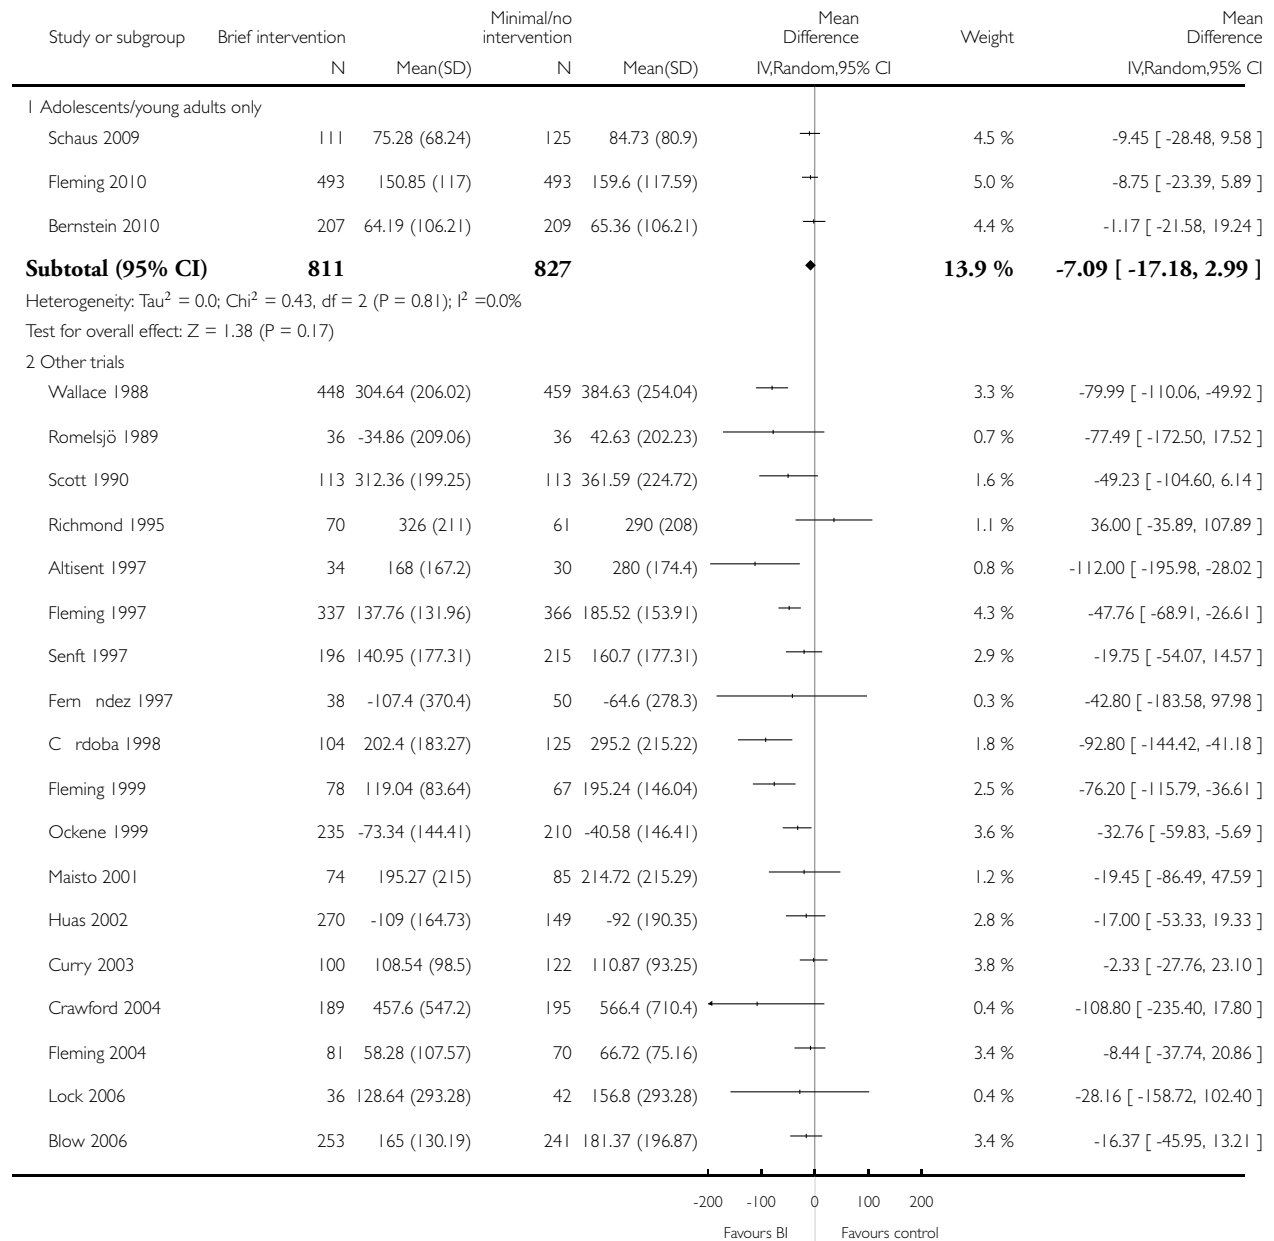 Study or subgroup Brief intervention Minimal/no intervention Mean Difference Weight Mean Difference
N Mean(SD) N Mean(SD) IV,Random,95% CI IV,Random,95% CI
1 Adolescents/young adults only
Schaus 2009 111 75.28 (68.24) 125 84.73 (80.9) 4.5 % -9.45 [ -28.48, 9.58 ]
Fleming 2010 493 150.85 (117) 493 159.6 (117.59) 5.0 % -8.75 [ -23.39, 5.89 ]
Bernstein 2010 207 64.19 (106.21) 209 65.36 (106.21) 4.4 % -1.17 [ -21.58, 19.24 ]
Subtotal (95% CI) 811 827 13.9 % -7.09 [ -17.18, 2.99 ]
Heterogeneity: Tau² = 0.0; Chi² = 0.43, df = 2 (P = 0.81); I² =0.0%
Test for overall effect: Z = 1.38 (P = 0.17)
2 Other trials
Wallace 1988 448 304.64 (206.02) 459 384.63 (254.04) 3.3 % -79.99 [ -110.06, -49.92 ]
Romelsjö 1989 36 -34.86 (209.06) 36 42.63 (202.23) 0.7 % -77.49 [ -172.50, 17.52 ]
Scott 1990 113 312.36 (199.25) 113 361.59 (224.72) 1.6 % -49.23 [ -104.60, 6.14 ]
Richmond 1995 70 326 (211) 61 290 (208) 1.1 % 36.00 [ -35.89, 107.89 ]
Altisent 1997 34 168 (167.2) 30 280 (174.4) 0.8 % -112.00 [ -195.98, -28.02 ]
Fleming 1997 337 137.76 (131.96) 366 185.52 (153.91) 4.3 % -47.76 [ -68.91, -26.61 ]
Senft 1997 196 140.95 (177.31) 215 160.7 (177.31) 2.9 % -19.75 [ -54.07, 14.57 ]
Fern ndez 1997 38 -107.4 (370.4) 50 -64.6 (278.3) 0.3 % -42.80 [ -183.58, 97.98 ]
C rdoba 1998 104 202.4 (183.27) 125 295.2 (215.22) 1.8 % -92.80 [ -144.42, -41.18 ]
Fleming 1999 78 119.04 (83.64) 67 195.24 (146.04) 2.5 % -76.20 [ -115.79, -36.61 ]
Ockene 1999 235 -73.34 (144.41) 210 -40.58 (146.41) 3.6 % -32.76 [ -59.83, -5.69 ]
Maisto 2001 74 195.27 (215) 85 214.72 (215.29) 1.2 % -19.45 [ -86.49, 47.59 ]
Huas 2002 270 -109 (164.73) 149 -92 (190.35) 2.8 % -17.00 [ -53.33, 19.33 ]
Curry 2003 100 108.54 (98.5) 122 110.87 (93.25) 3.8 % -2.33 [ -27.76, 23.10 ]
Crawford 2004 189 457.6 (547.2) 195 566.4 (710.4) 0.4 % -108.80 [ -235.40, 17.80 ]
Fleming 2004 81 58.28 (107.57) 70 66.72 (75.16) 3.4 % -8.44 [ -37.74, 20.86 ]
Lock 2006 36 128.64 (293.28) 42 156.8 (293.28) 0.4 % -28.16 [ -158.72, 102.40 ]
Blow 2006 253 165 (130.19) 241 181.37 (196.87) 3.4 % -16.37 [ -45.95, 13.21 ]
-200 -100 0 100 200
Favours BI Favours control